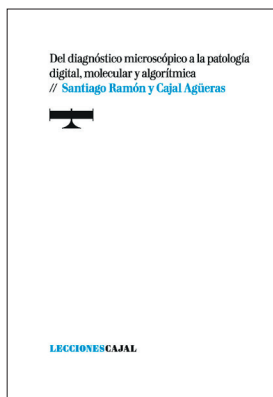 Del diagnóstico microscópico a la patología
digital, molecular y algorítmica
// Santiago Ramón y Cajal Agüeras
LECCIONESCAJAL